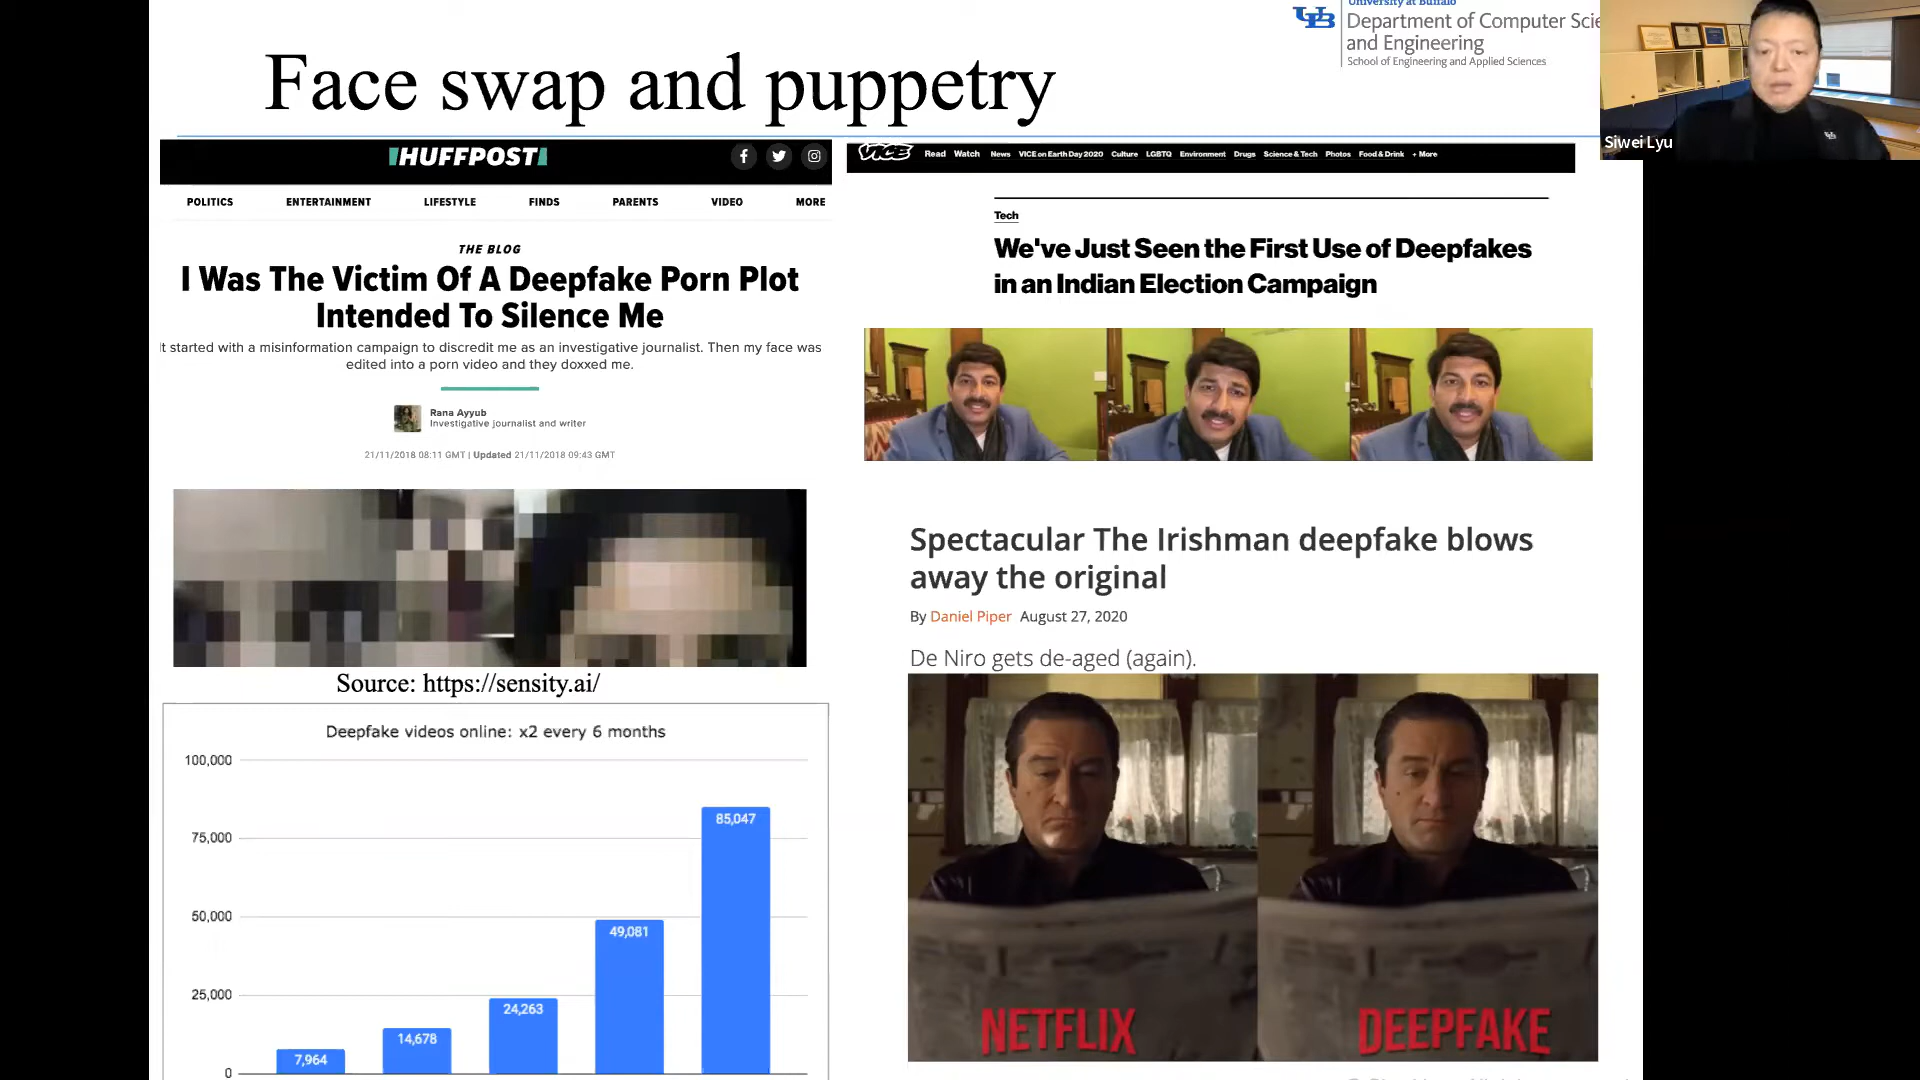 Face swap and puppetry
University at Buffalo
Department of Computer Scie
and Engineering
School of Engineering and Applied Sciences
Siwei Lyu
HUFFPOST
POLITICS ENTERTAINMENT LIFESTYLE FINDS PARENTS VIDEO MORE
THE BLOG
I Was The Victim Of A Deepfake Porn Plot
Intended To Silence Me
It started with a misinformation campaign to discredit me as an investigative journalist. Then my face was
edited into a porn video and they doxxed me.
Rana Ayyub
Investigative journalist and writer
21/11/2018 08:11 GMT | Updated 21/11/2018 09:43 GMT
Source: https://sensity.ai/
Deepfake videos online: x2 every 6 months
100,000
75,000
50,000
25,000
0
7,964
14,678
24,263
49,081
85,047
VICE Read Watch News VICE on Earth Day 2020 Culture LGBTQ Environment Drugs Science & Tech Photos Food & Drink + More
Tech
We've Just Seen the First Use of Deepfakes
in an Indian Election Campaign
Spectacular The Irishman deepfake blows
away the original
By Daniel Piper August 27, 2020
De Niro gets de-aged (again).
NETFLIX
DEEPFAKE